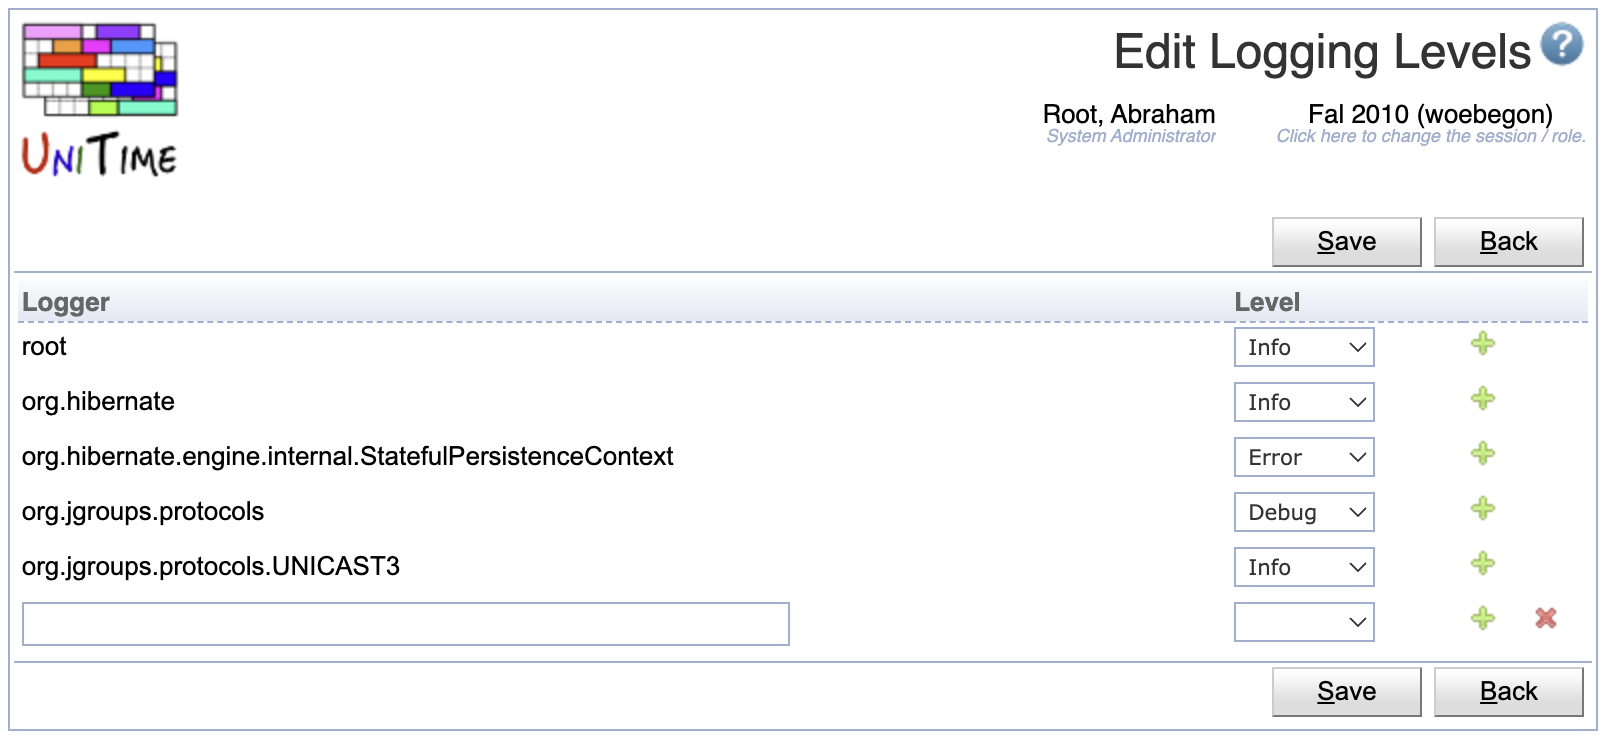 UNITIME
Edit Logging Levels ?
Root, Abraham
System Administrator
Fal 2010 (woebegon)
Click here to change the session / role.
Save Back
Logger Level
root Info
org.hibernate Info
org.hibernate.engine.internal.StatefulPersistenceContext Error
org.jgroups.protocols Debug
org.jgroups.protocols.UNICAST3 Info
Save Back